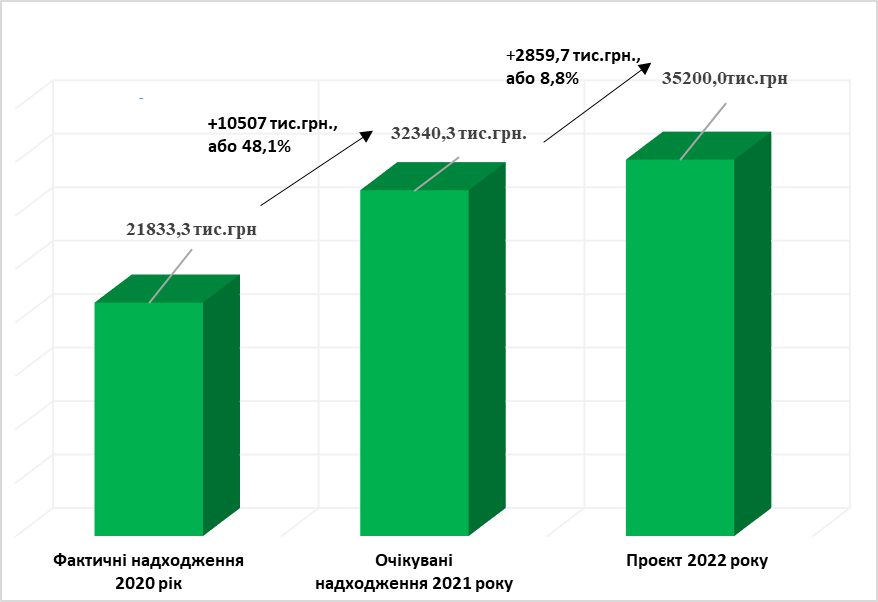 +2859,7 тис.грн.,
або 8,8%
35200,0тис.грн
+10507 тис.грн.,
або 48,1%
32340,3 тис.грн.
21833,3 тис.грн
Фактичні надходження
2020 рік
Очікувані
надходження 2021 року
Проєкт 2022 року